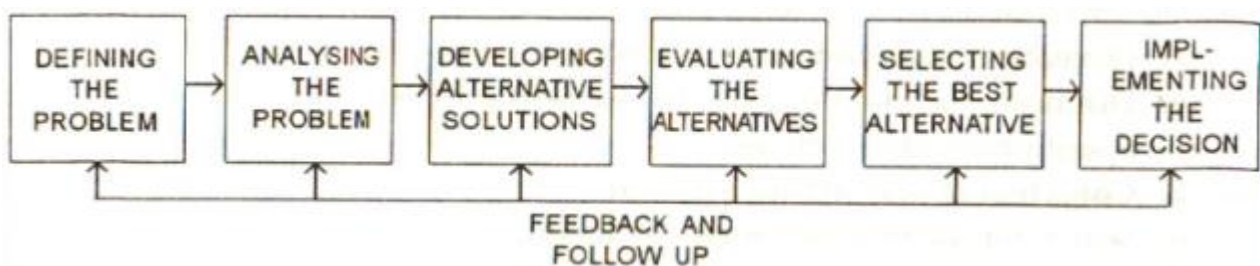 DEFINING
THE
PROBLEM
ANALYSING
THE
PROBLEM
DEVELOPING
ALTERNATIVE
SOLUTIONS
EVALUATING
THE
ALTERNATIVES
SELECTING
THE BEST
ALTERNATIVE
IMPL-
EMENTING
THE
DECISION
FEEDBACK AND
FOLLOW UP